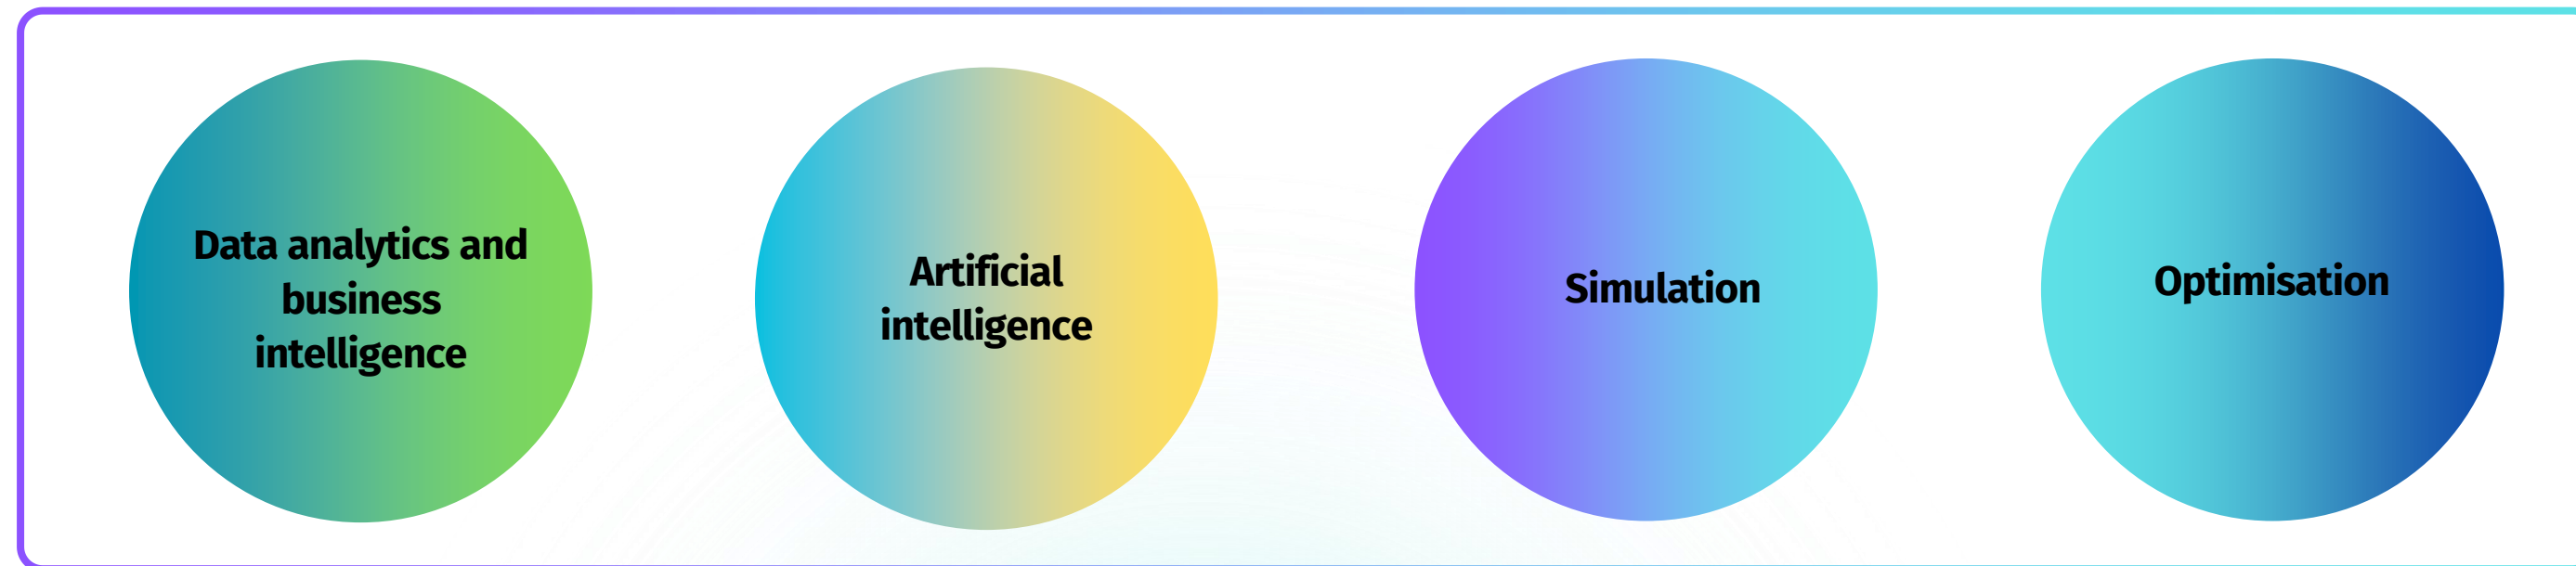 Data analytics and
business
intelligence
Artificial
intelligence
Simulation
Optimisation